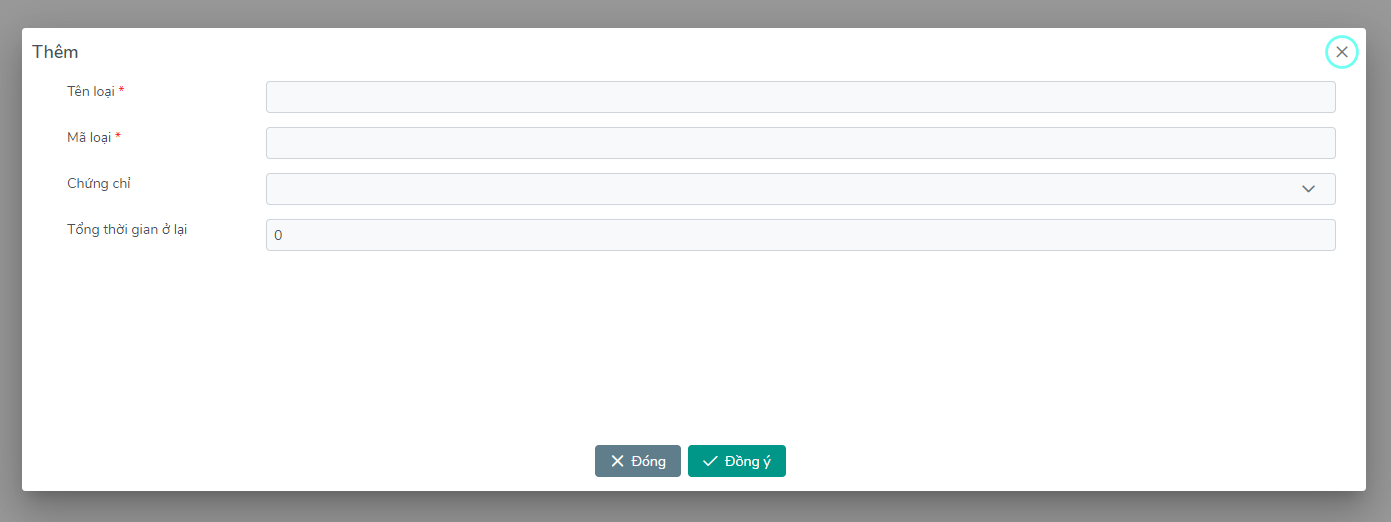 Thêm
Tên loại *
Mã loại *
Chứng chỉ
Tổng thời gian ở lại
0
Đóng
Đồng ý